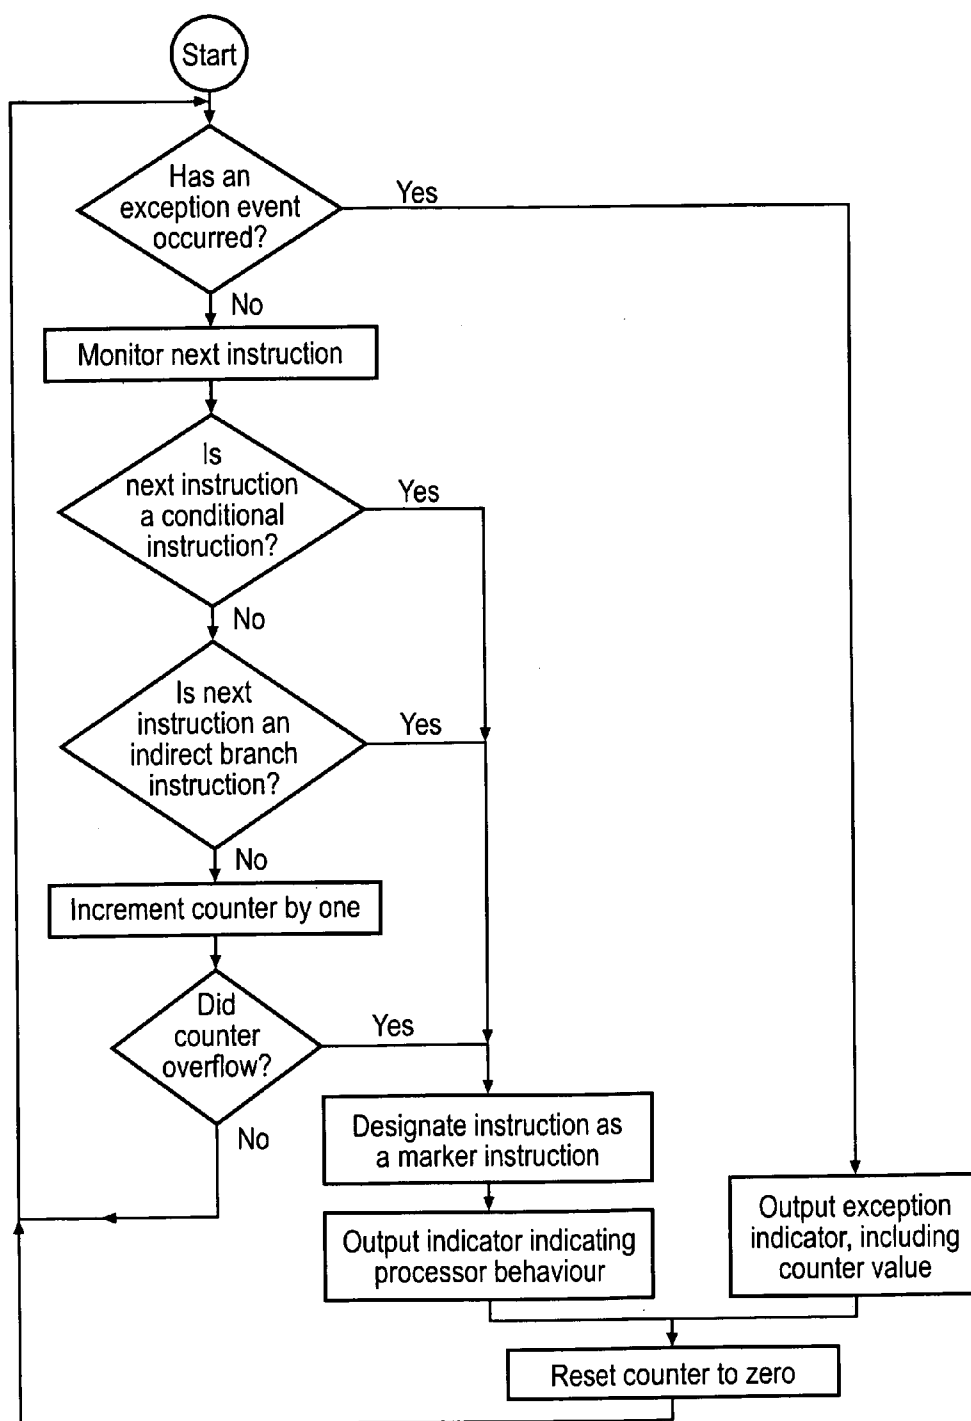 Start
Has an
exception event
occurred?
Yes
No
Monitor next instruction
Is
next instruction
a conditional
instruction?
Yes
No
Is next
instruction an
indirect branch
instruction?
Yes
No
Increment counter by one
Did
counter
overflow?
Yes
No
Designate instruction as
a marker instruction
Output indicator indicating
processor behaviour
Output exception
indicator, including
counter value
Reset counter to zero